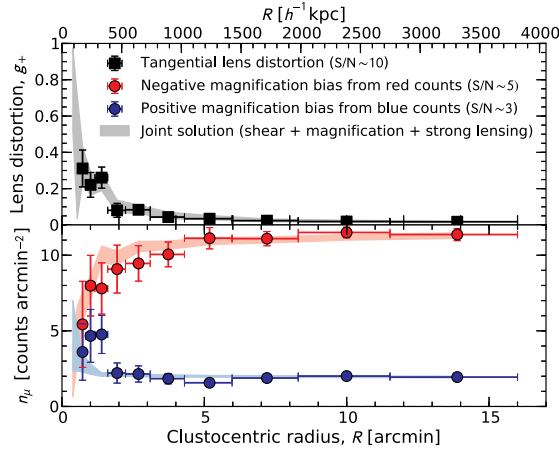 R [h⁻¹ kpc]
0 500 1000 1500 2000 2500 3000 3500 4000
Lens distortion, g₊
1
0.8
0.6
0.4
0.2
Tangential lens distortion (S/N~10)
Negative magnification bias from red counts (S/N~5)
Positive magnification bias from blue counts (S/N~3)
Joint solution (shear + magnification + strong lensing)
nμ [counts arcmin⁻²]
10
5
0
0 5 10 15
Clustocentric radius, R [arcmin]